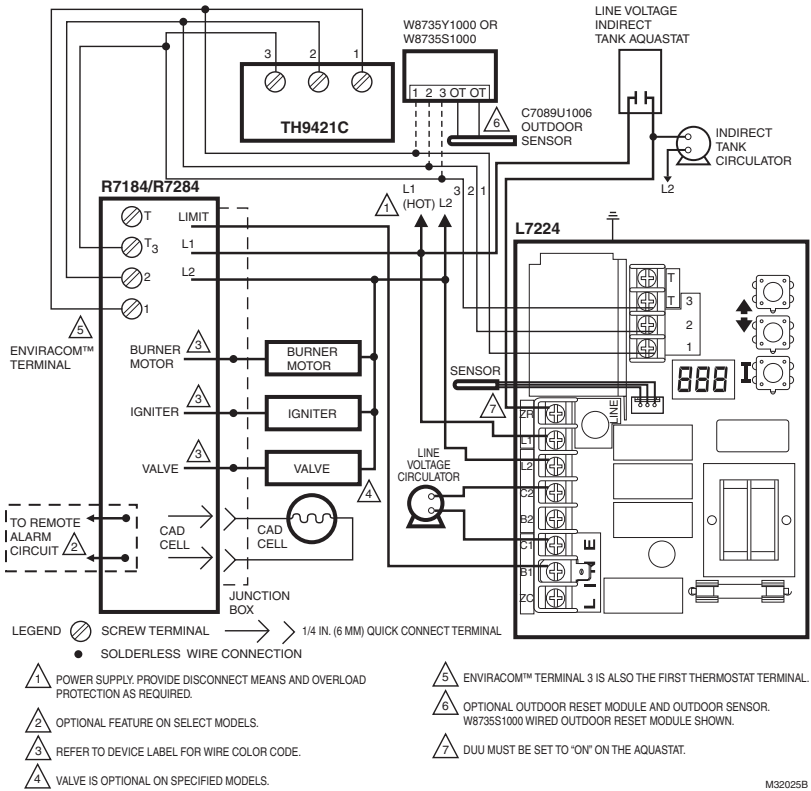 W8735Y1000 OR
W8735S1000
LINE VOLTAGE
INDIRECT
TANK AQUASTAT
3 2 1
TH9421C
1 2 3 OT OT
6
C7089U1006
OUTDOOR
SENSOR
INDIRECT
TANK
CIRCULATOR
L2
R7184/R7284
1
L1
(HOT)
L2
3 2 1
L7224
T
LIMIT
T3
L1
2
L2
1
5
ENVIRACOM™
TERMINAL
T
T 3
2
1
BURNER
MOTOR
3
BURNER
MOTOR
IGNITER
3
IGNITER
VALVE
3
VALVE
4
SENSOR
7
888
LINE
VOLTAGE
CIRCULATOR
ZR
L1
L2
C2
B2
C1
B1
ZC
LINE
LINE
TO REMOTE
ALARM
CIRCUIT
2
CAD
CELL
CAD
CELL
JUNCTION
BOX
LEGEND
SCREW TERMINAL
1/4 IN. (6 MM) QUICK CONNECT TERMINAL
SOLDERLESS WIRE CONNECTION
1 POWER SUPPLY. PROVIDE DISCONNECT MEANS AND OVERLOAD
PROTECTION AS REQUIRED.
2 OPTIONAL FEATURE ON SELECT MODELS.
3 REFER TO DEVICE LABEL FOR WIRE COLOR CODE.
4 VALVE IS OPTIONAL ON SPECIFIED MODELS.
5 ENVIRACOM™ TERMINAL 3 IS ALSO THE FIRST THERMOSTAT TERMINAL.
6 OPTIONAL OUTDOOR RESET MODULE AND OUTDOOR SENSOR.
W8735S1000 WIRED OUTDOOR RESET MODULE SHOWN.
7 DUU MUST BE SET TO “ON” ON THE AQUASTAT.
M32025B